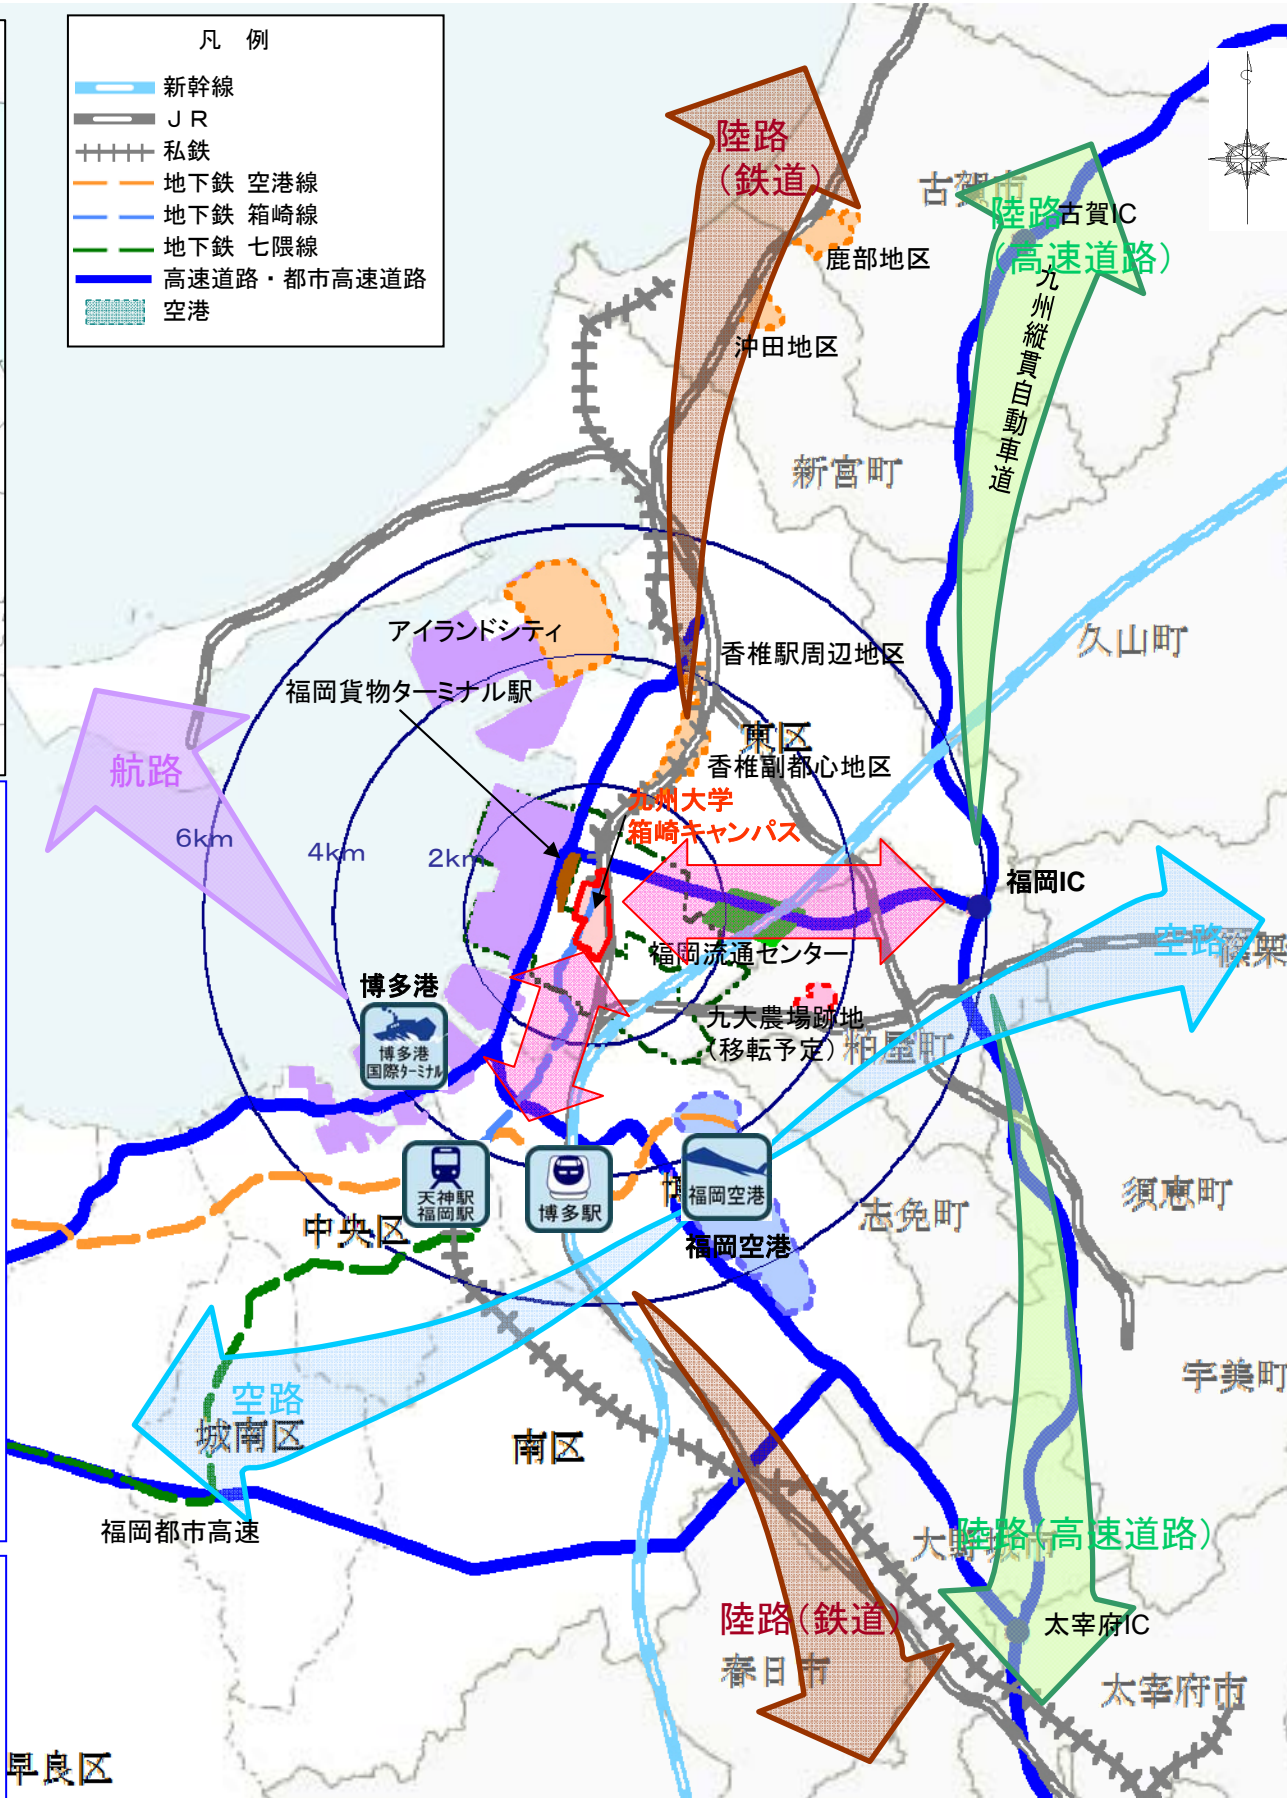 凡 例
新幹線
ＪＲ
私鉄
地下鉄 空港線
地下鉄 箱崎線
地下鉄 七隈線
高速道路・都市高速道路
空港
陸路
（鉄道）
古賀市
陸路
（高速道路）
古賀IC
九州縦貫自動車道
鹿部地区
沖田地区
新宮町
久山町
アイランドシティ
香椎駅周辺地区
福岡貨物ターミナル駅
東区
香椎副都心地区
航路
九州大学
箱崎キャンパス
6km
4km
2km
福岡IC
空路
篠栗
福岡流通センター
博多港
博多港
国際ターミナル
九大農場跡地
（移転予定）
粕屋町
天神駅
福岡駅
博多駅
福岡空港
福岡空港
志免町
須恵町
中央区
宇美町
空路
城南区
南区
福岡都市高速
大野城市
陸路（高速道路）
陸路（鉄道）
太宰府IC
春日市
太宰府市
早良区